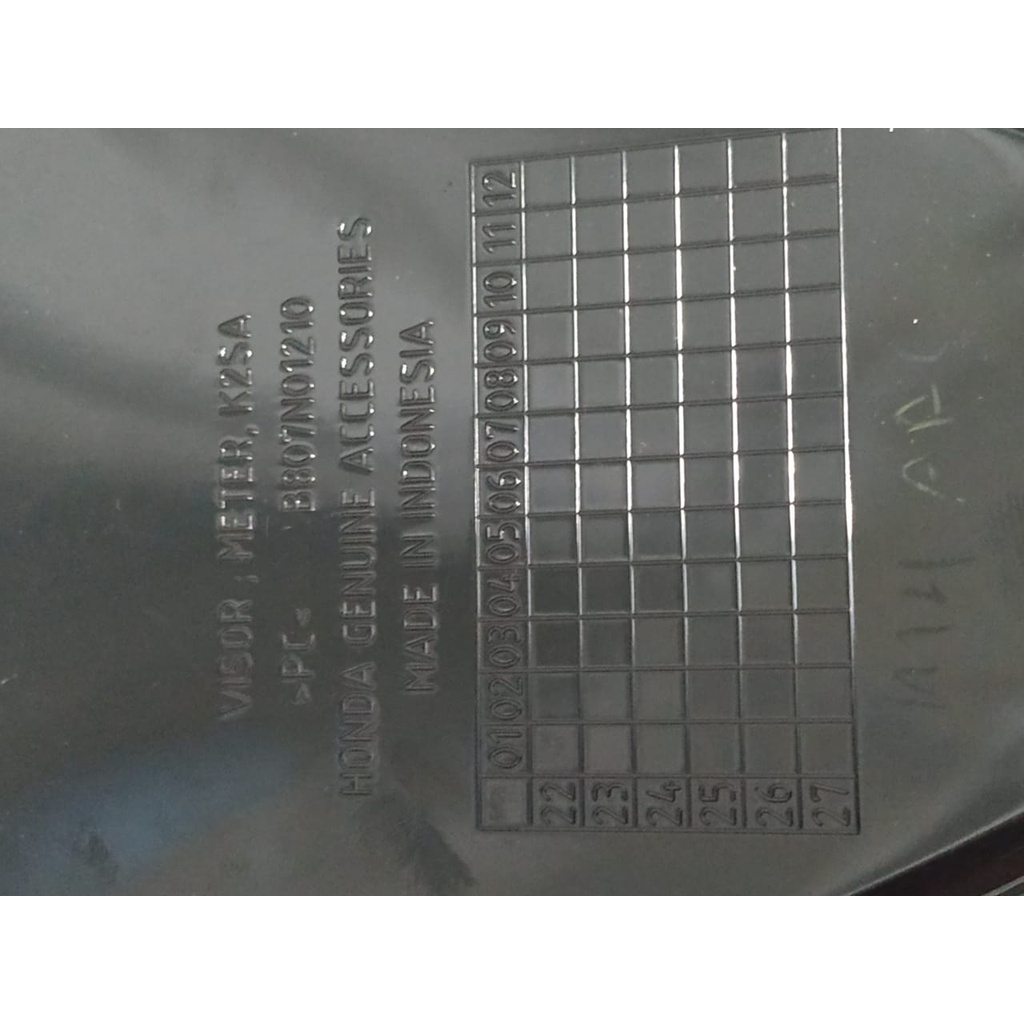 VISOR , METER, K2SA
>PC< B807N01210
HONDA GENUINE ACCESSORIES
MADE IN INDONESIA
01 02 03 04 05 06 07 08 09 10 11 12
22
23
24
25
26
27